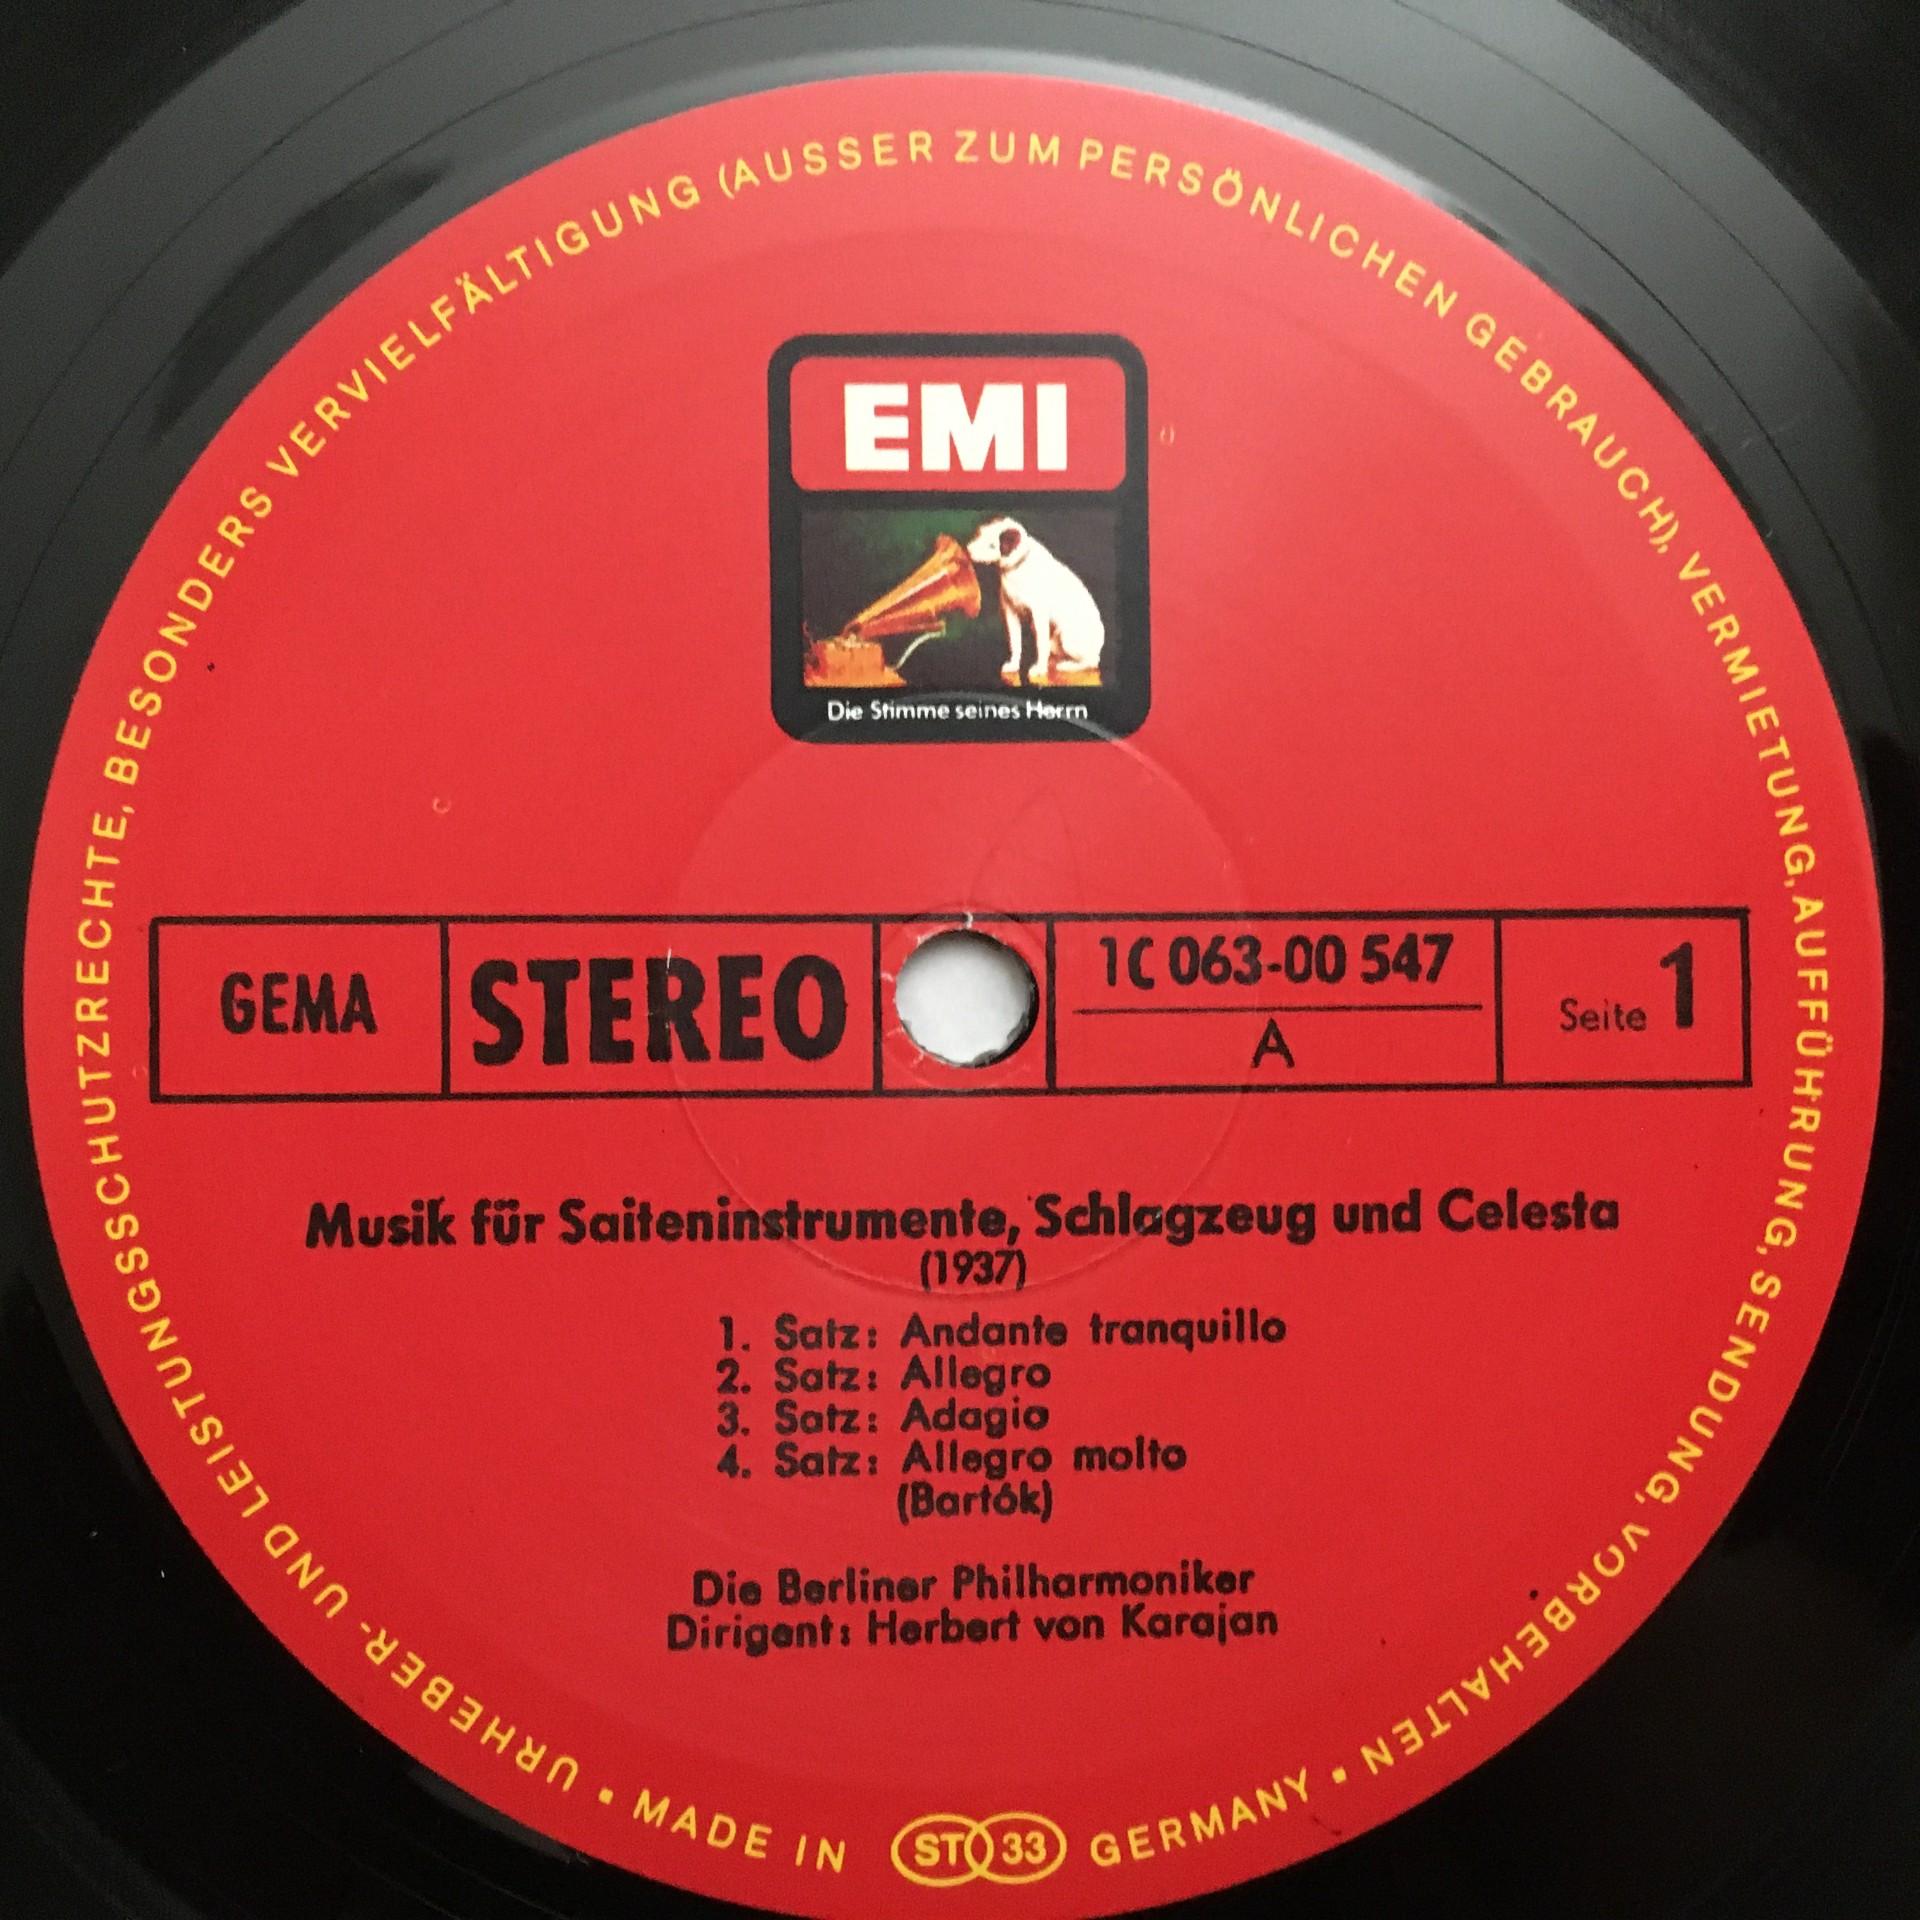 URHEBER- UND LEISTUNGSSCHUTZRECHTE, BESONDERS VERVIELFÄLTIGUNG (AUSSER ZUM PERSÖNLICHEN GEBRAUCH), VERMIETUNG, AUFFÜHRUNG, SENDUNG, VORBEHALTEN ▪
EMI
Die Stimme seines Herrn
GEMA
STEREO
1C 063-00 547
A
Seite 1
Musik für Saiteninstrumente, Schlagzeug und Celesta
(1937)
1. Satz: Andante tranquillo
2. Satz: Allegro
3. Satz: Adagio
4. Satz: Allegro molto
(Bartók)
Die Berliner Philharmoniker
Dirigent: Herbert von Karajan
▪ MADE IN ST 33 GERMANY